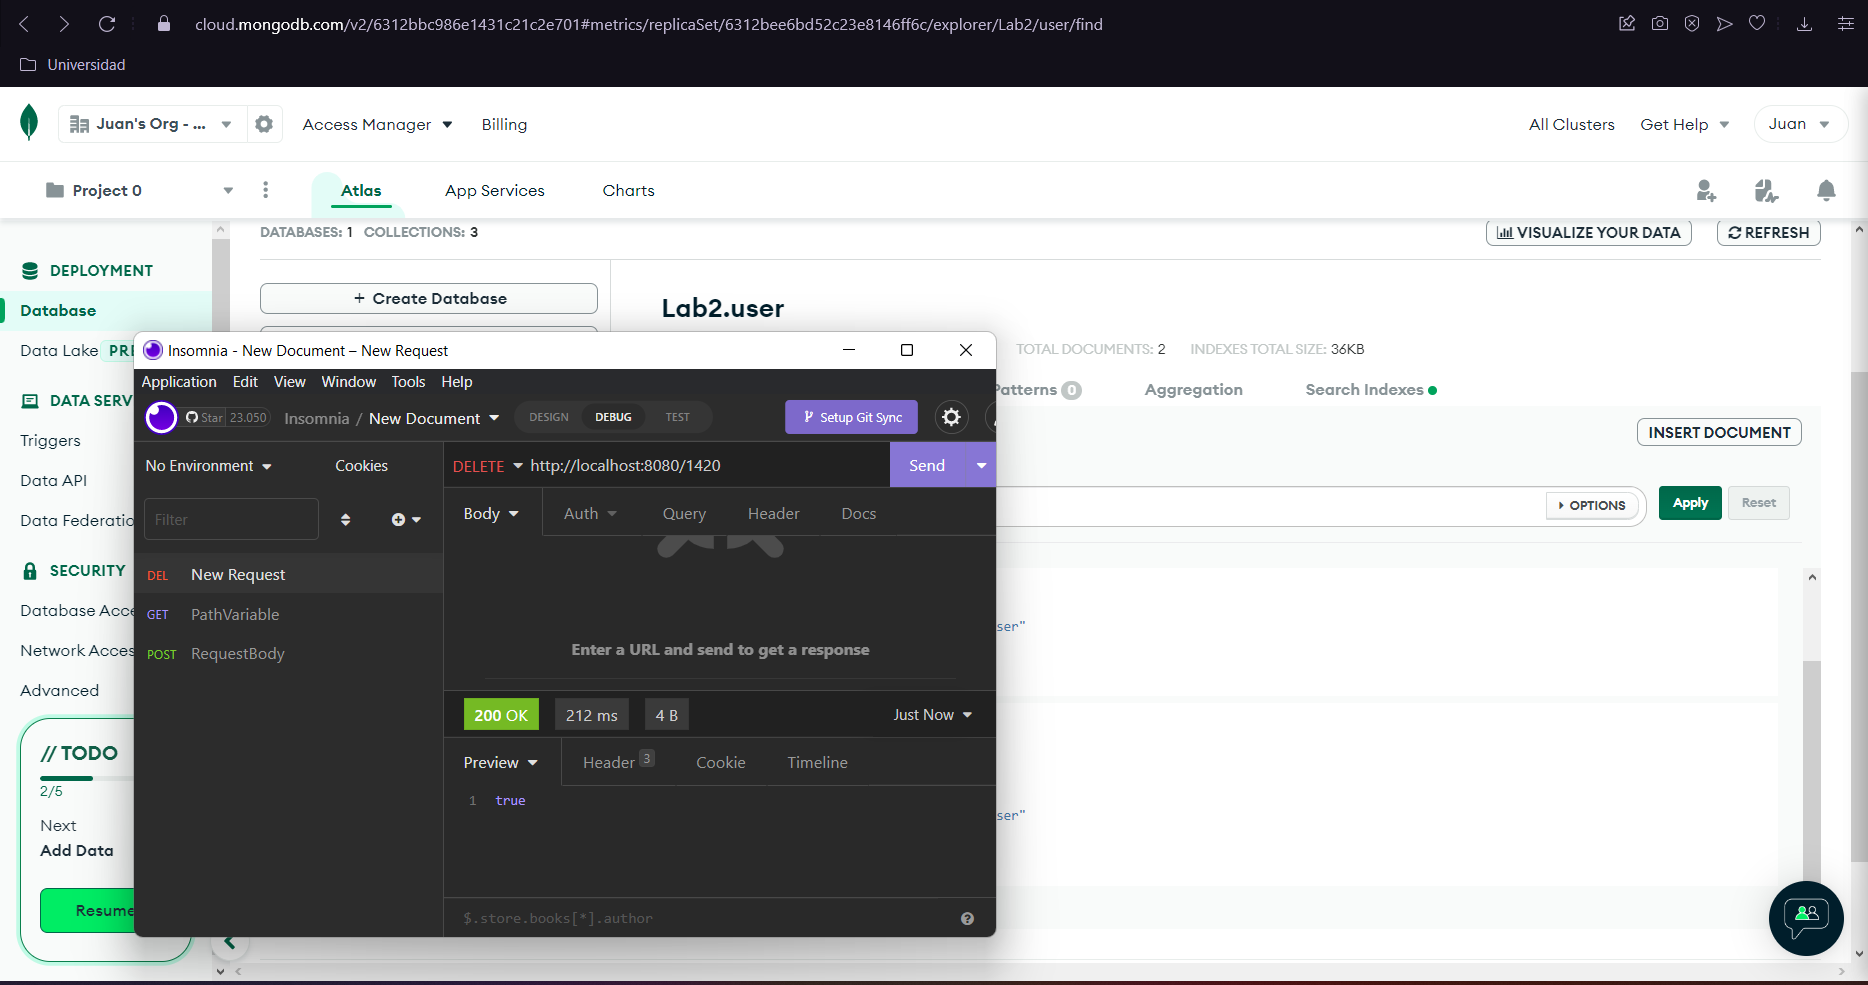 cloud.mongodb.com/v2/6312bbc986e1431c21c2e701#metrics/replicaSet/6312bee6bd52c23e8146ff6c/explorer/Lab2/user/find
Universidad
Juan's Org - ...
Access Manager
Billing
All Clusters
Get Help
Juan
Project 0
Atlas
App Services
Charts
DATABASES: 1 COLLECTIONS: 3
VISUALIZE YOUR DATA
REFRESH
DEPLOYMENT
Database
Data Lake PRE
DATA SERV
Triggers
Data API
Data Federatio
SECURITY
Database Acce
Network Acces
Advanced
// TODO
2/5
Next
Add Data
Resume
+ Create Database
Lab2.user
TOTAL DOCUMENTS: 2 INDEXES TOTAL SIZE: 36KB
Patterns 0
Aggregation
Search Indexes
INSERT DOCUMENT
OPTIONS
Apply
Reset
ser"
ser"
Insomnia - New Document – New Request
Application Edit View Window Tools Help
Star 23.050
Insomnia / New Document
DESIGN DEBUG TEST
Setup Git Sync
No Environment
Cookies
DELETE http://localhost:8080/1420
Send
Filter
Body Auth Query Header Docs
DEL New Request
GET PathVariable
POST RequestBody
Enter a URL and send to get a response
200 OK 212 ms 4 B
Just Now
Preview Header 3 Cookie Timeline
1 true
$.store.books[*].author